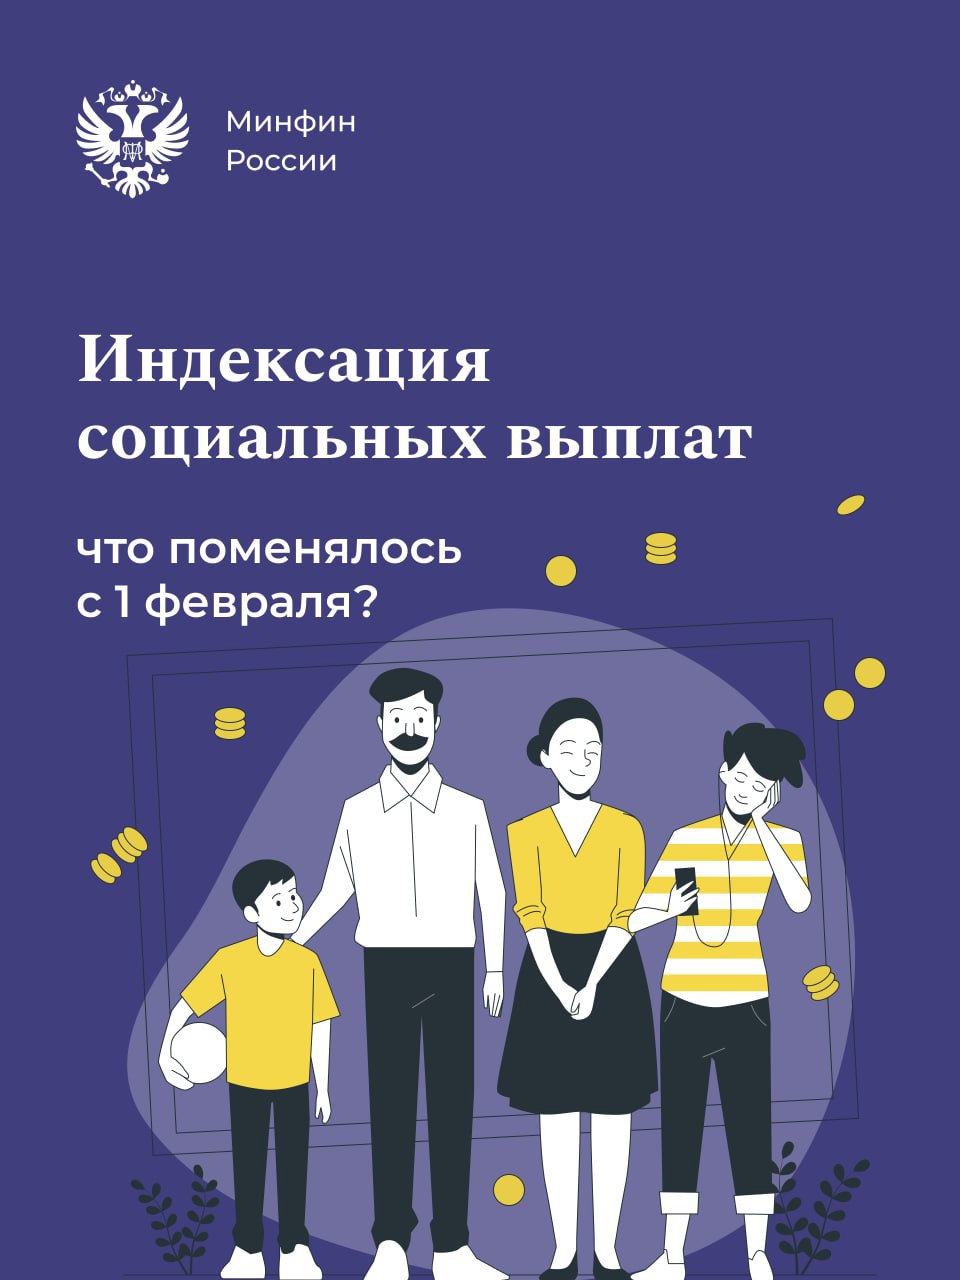 Минфин
России
Индексация
социальных выплат
что поменялось
с 1 февраля?